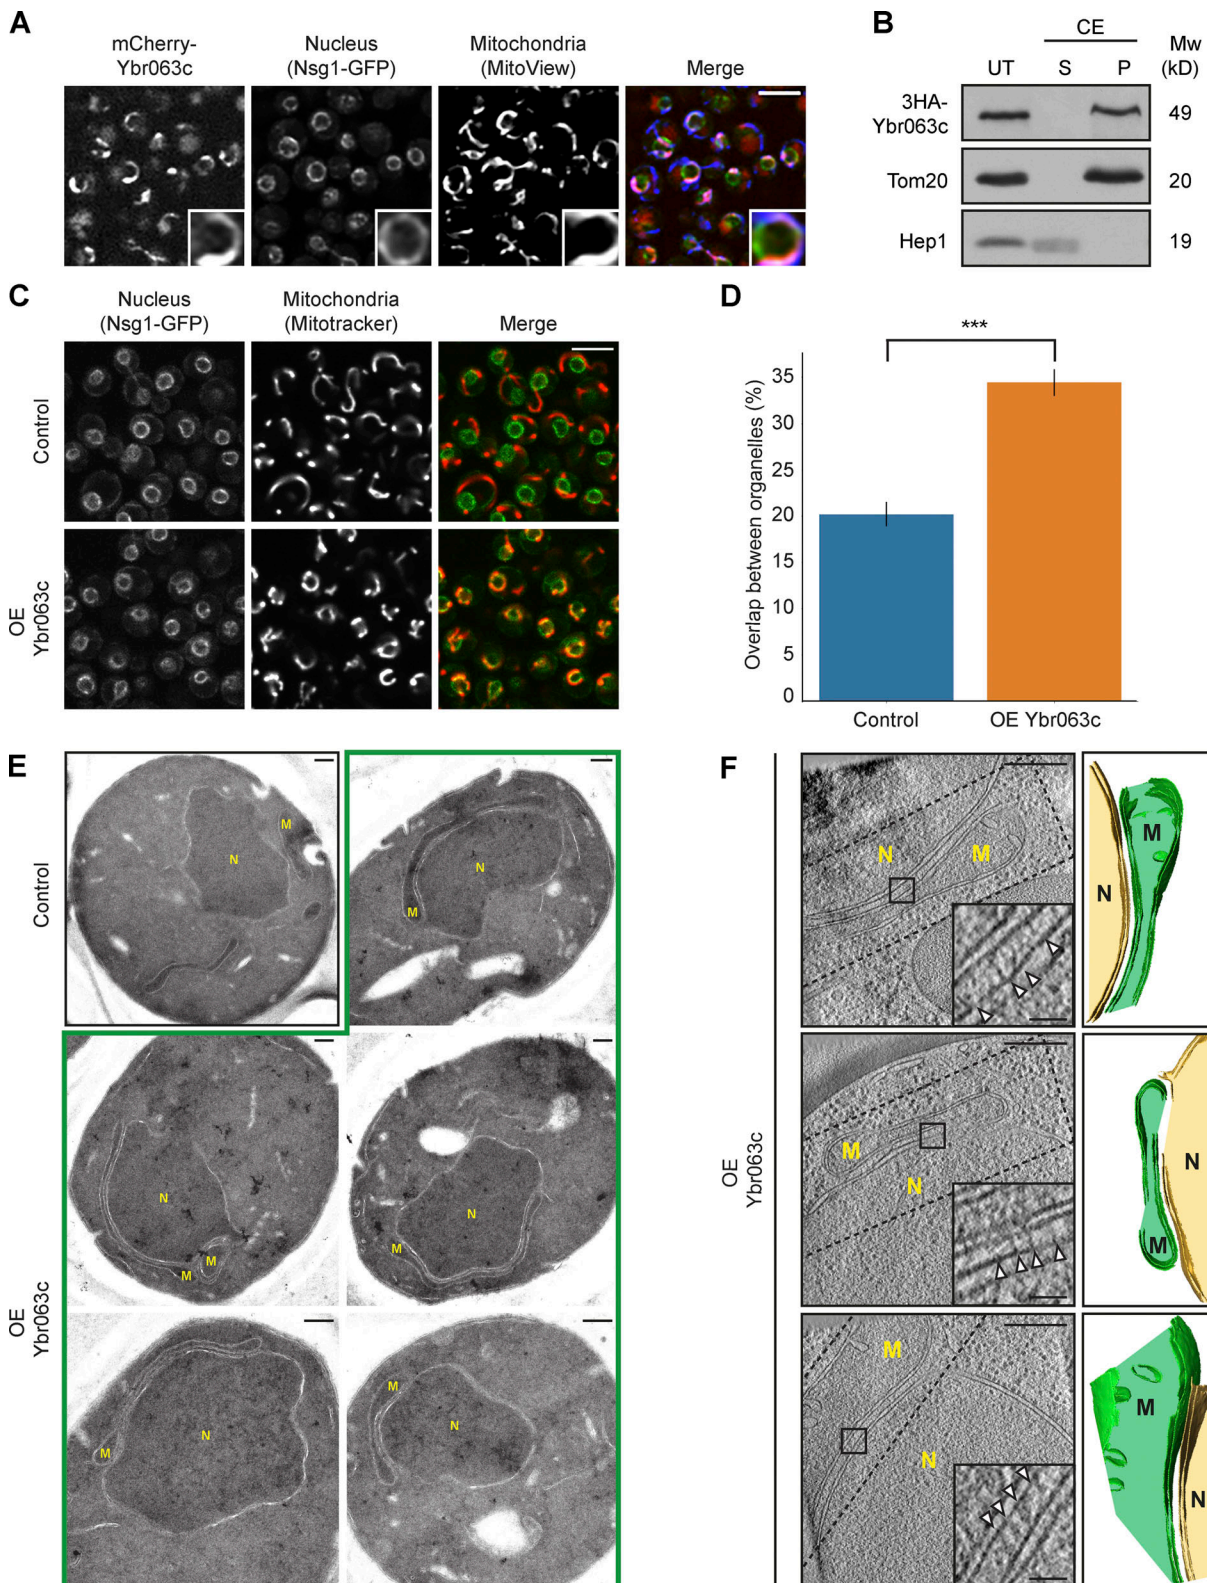 A
mCherry-
Ybr063c
Nucleus
(Nsg1-GFP)
Mitochondria
(MitoView)
Merge
B
CE
Mw
(kD)
UT
S
P
3HA-
Ybr063c
49
Tom20
20
Hep1
19
C
Nucleus
(Nsg1-GFP)
Mitochondria
(Mitotracker)
Merge
Control
OE
Ybr063c
D
***
Overlap between organelles (%)
35
30
25
20
15
10
5
0
Control
OE Ybr063c
E
Control
N
M
N
M
OE
Ybr063c
N
M
M
N
M
N
M
M
N
F
OE
Ybr063c
N
M
M
N
M
N
N
M
M
N
M
N